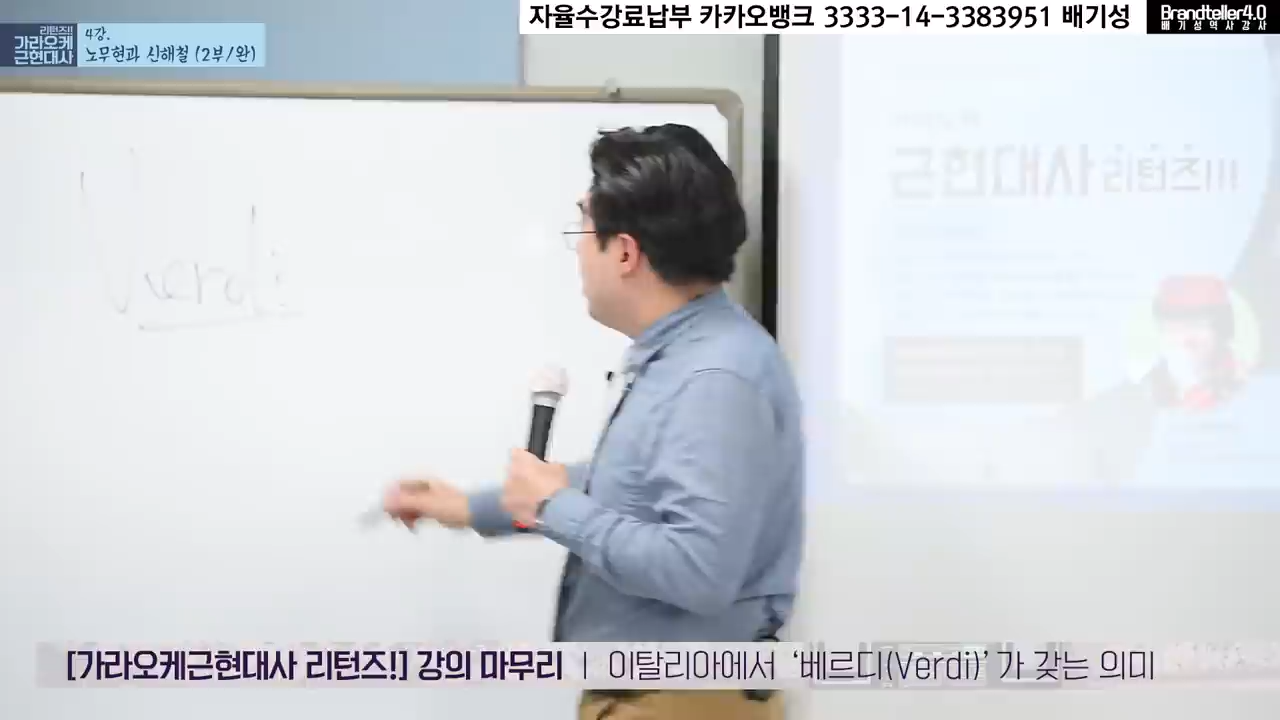 자율수강료납부 카카오뱅크 3333-14-3383951 배기성
Brandteller4.0
배기성역사강사
리턴즈!!
가라오케
근현대사
4강.
노무현과 신해철 (2부/완)
Verdi
근현대사 리턴즈!!!
[가라오케근현대사 리턴즈!] 강의 마무리 | 이탈리아에서 ‘베르디(Verdi)’가 갖는 의미